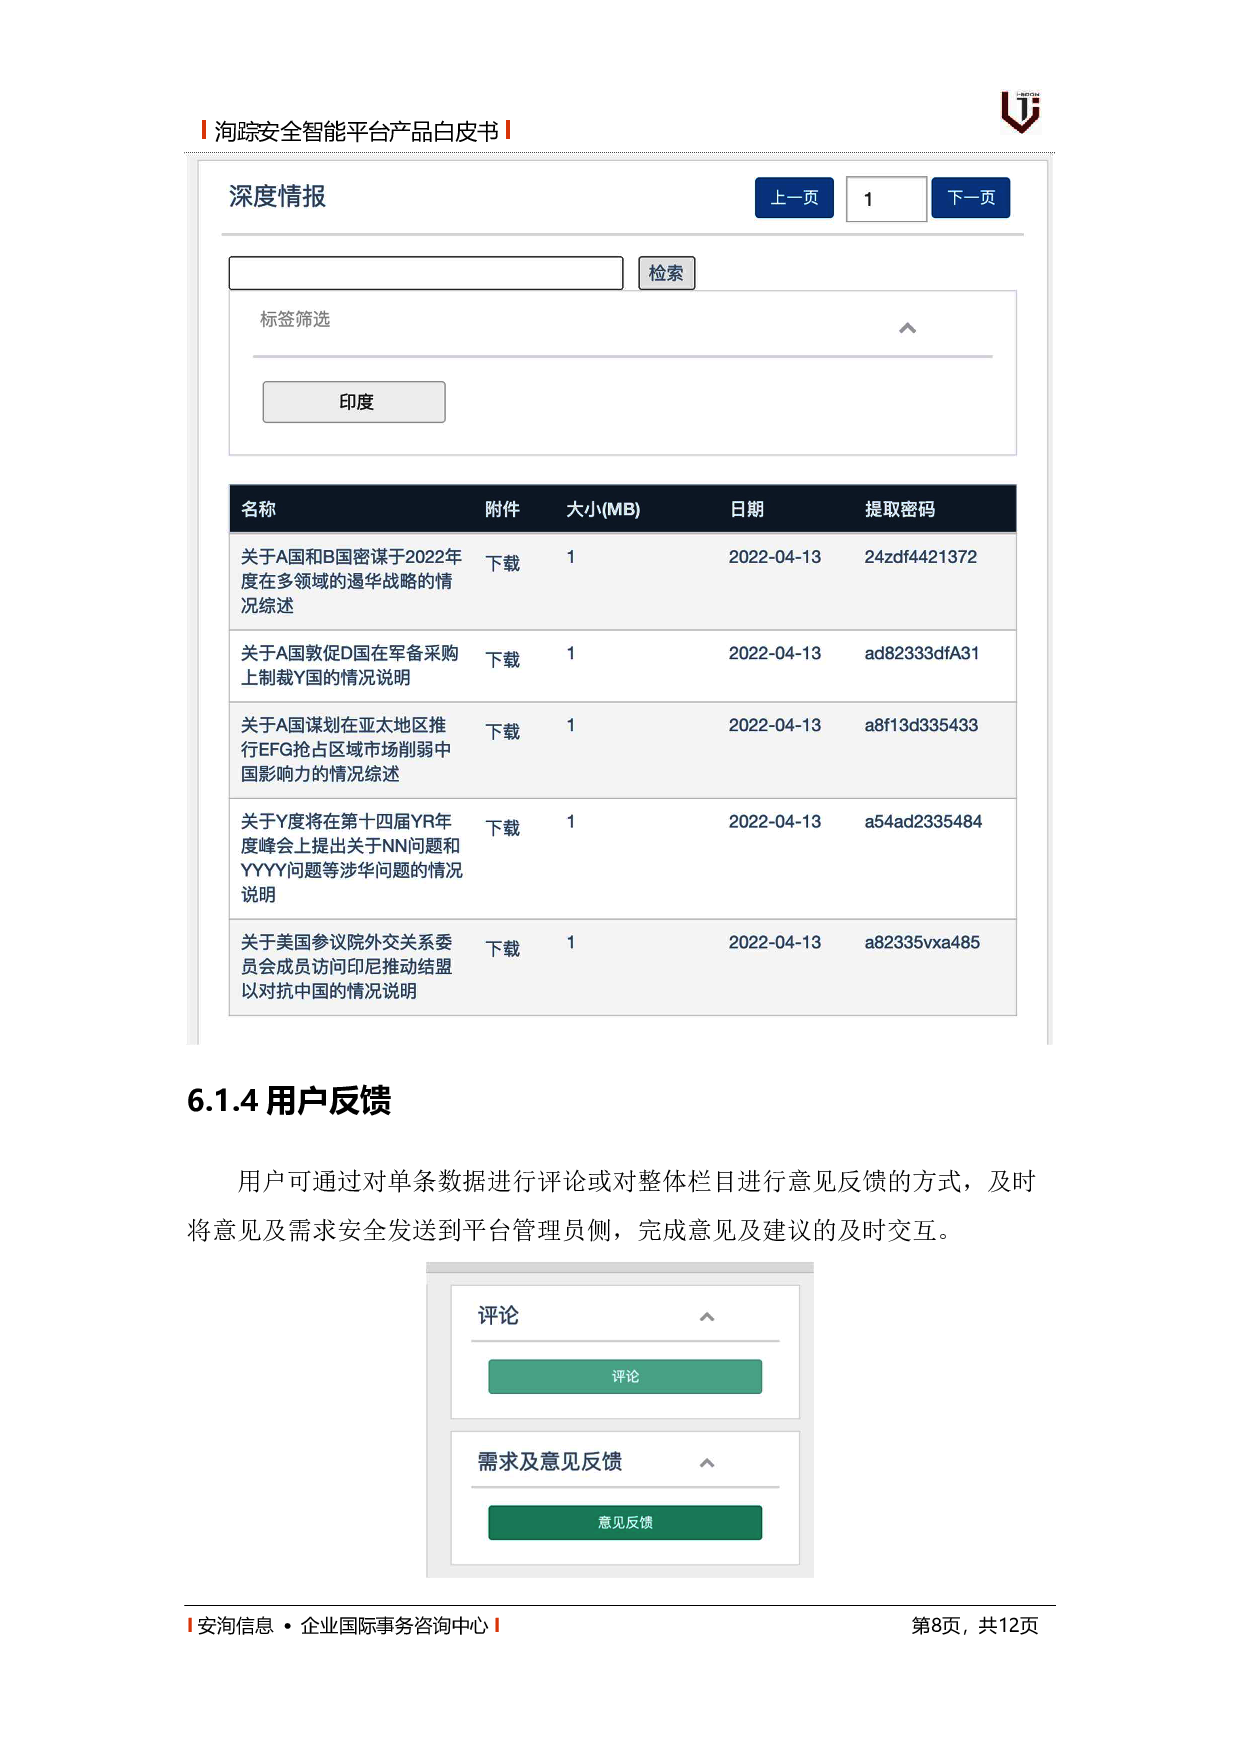 洵踪安全智能平台产品白皮书
i-SOON
深度情报
上一页 1 下一页
检索
标签筛选
印度
名称 附件 大小(MB) 日期 提取密码
关于A国和B国密谋于2022年 下载 1 2022-04-13 24zdf4421372
度在多领域的遏华战略的情
况综述
关于A国敦促D国在军备采购 下载 1 2022-04-13 ad82333dfA31
上制裁Y国的情况说明
关于A国谋划在亚太地区推 下载 1 2022-04-13 a8f13d335433
行EFG抢占区域市场削弱中
国影响力的情况综述
关于Y度将在第十四届YR年 下载 1 2022-04-13 a54ad2335484
度峰会上提出关于NN问题和
YYYY问题等涉华问题的情况
说明
关于美国参议院外交关系委 下载 1 2022-04-13 a82335vxa485
员会成员访问印尼推动结盟
以对抗中国的情况说明
6.1.4 用户反馈
用户可通过对单条数据进行评论或对整体栏目进行意见反馈的方式，及时
将意见及需求安全发送到平台管理员侧，完成意见及建议的及时交互。
评论
评论
需求及意见反馈
意见反馈
安洵信息 • 企业国际事务咨询中心 第8页，共12页